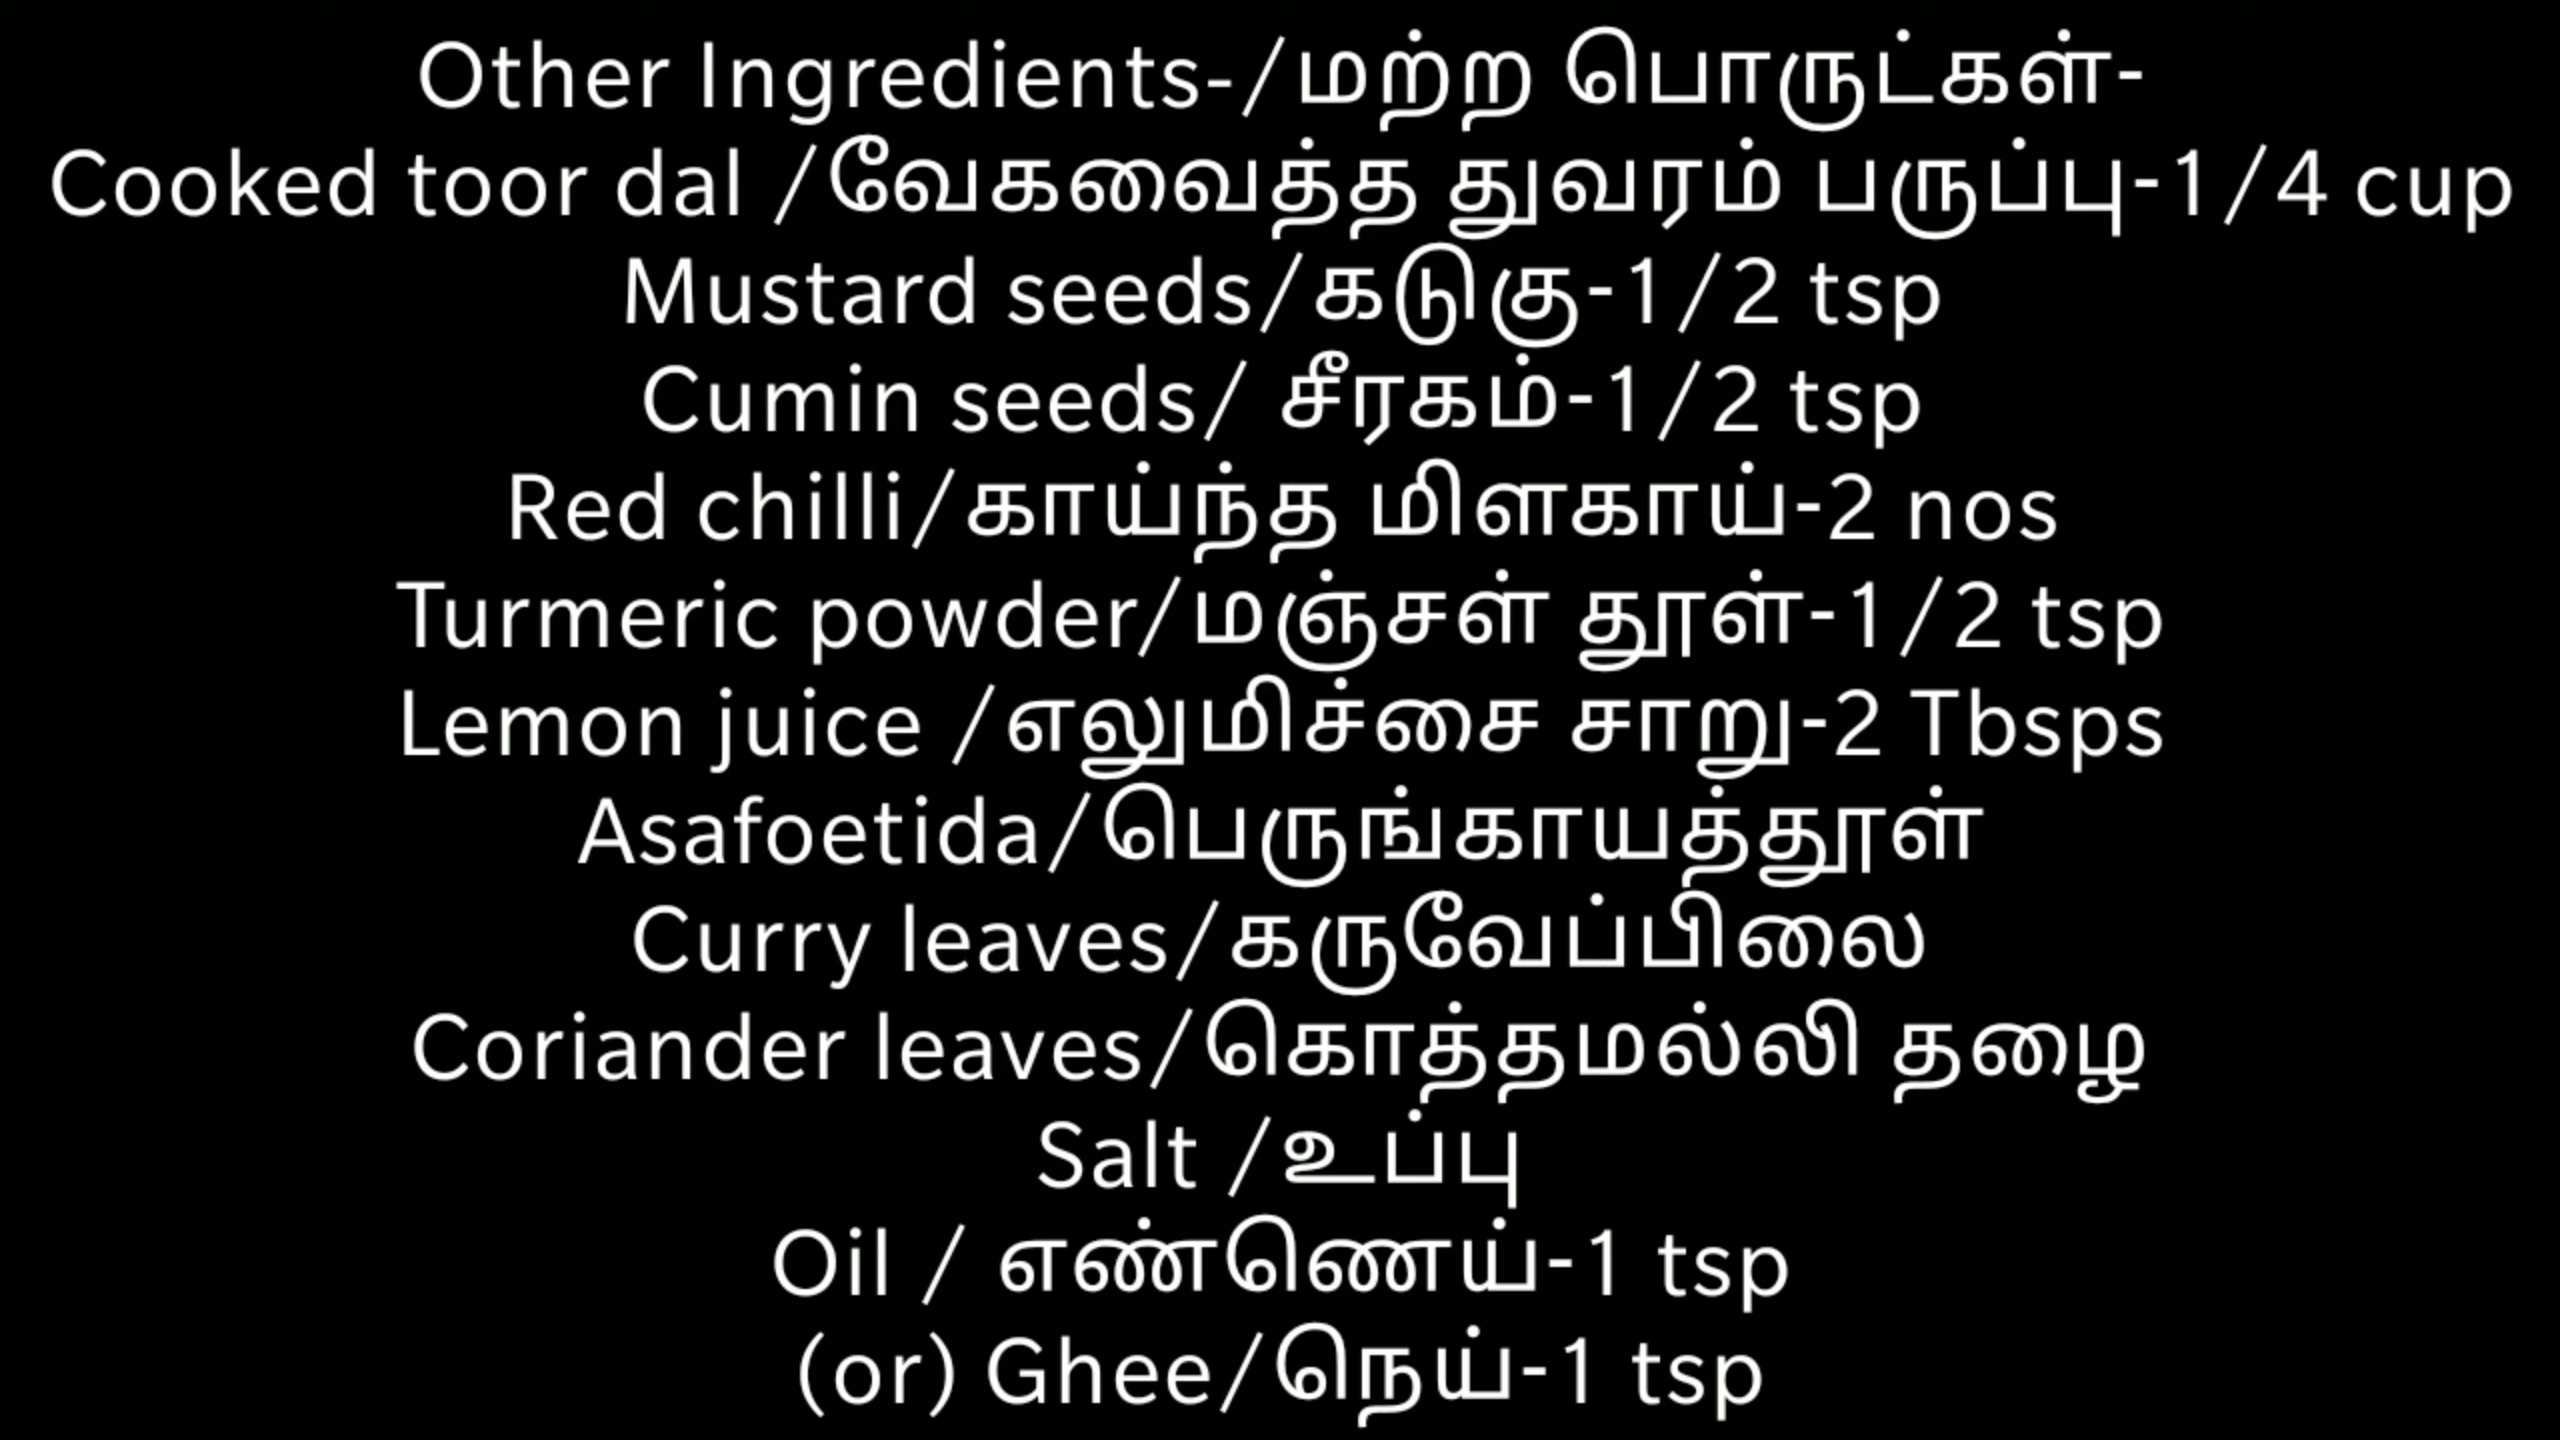 Other Ingredients-/மற்ற பொருட்கள்-
Cooked toor dal /வேகவைத்த துவரம் பருப்பு-1/4 cup
Mustard seeds/கடுகு-1/2 tsp
Cumin seeds/ சீரகம்-1/2 tsp
Red chilli/காய்ந்த மிளகாய்-2 nos
Turmeric powder/மஞ்சள் தூள்-1/2 tsp
Lemon juice /எலுமிச்சை சாறு-2 Tbsps
Asafoetida/பெருங்காயத்தூள்
Curry leaves/கருவேப்பிலை
Coriander leaves/கொத்தமல்லி தழை
Salt /உப்பு
Oil / எண்ணெய்-1 tsp
(or) Ghee/நெய்-1 tsp